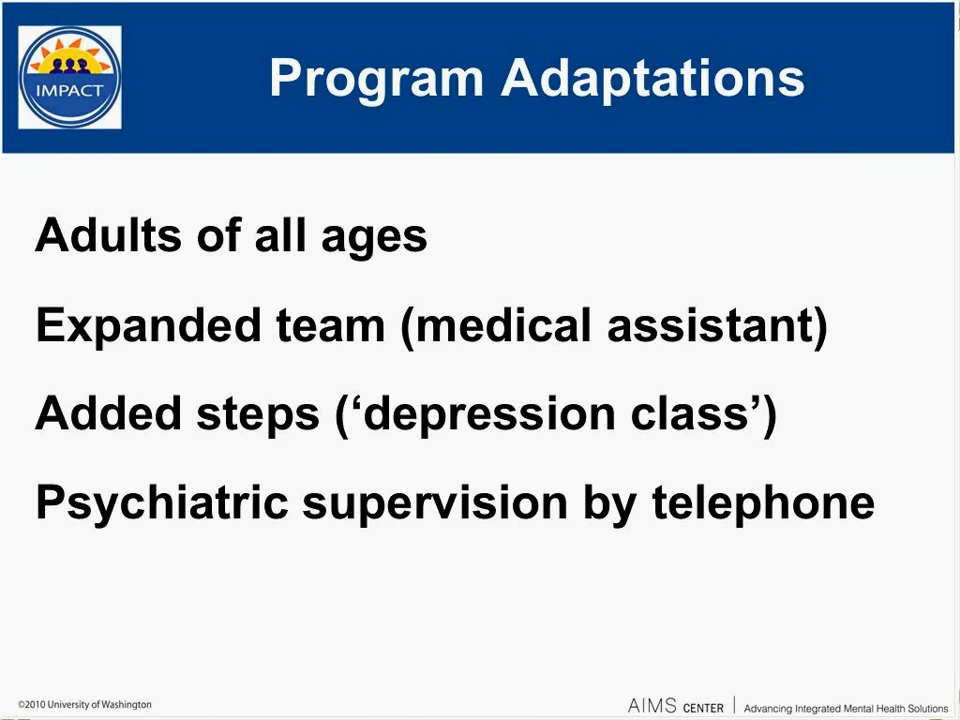 IMPACT
Program Adaptations
Adults of all ages
Expanded team (medical assistant)
Added steps (‘depression class’)
Psychiatric supervision by telephone
©2010 University of Washington
AIMS CENTER | Advancing Integrated Mental Health Solutions